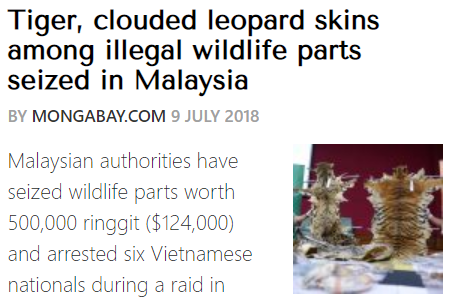 Tiger, clouded leopard skins
among illegal wildlife parts
seized in Malaysia
BY MONGABAY.COM 9 JULY 2018
Malaysian authorities have
seized wildlife parts worth
500,000 ringgit ($124,000)
and arrested six Vietnamese
nationals during a raid in